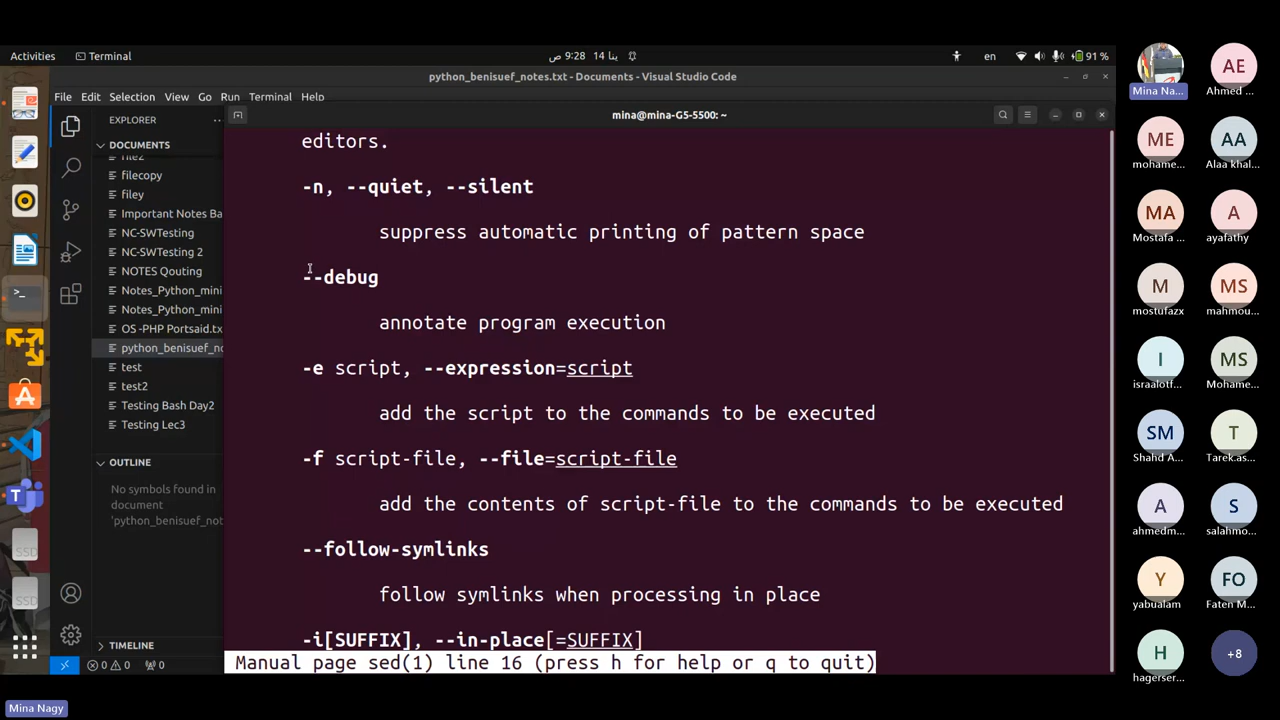 Activities
Terminal
ص 9:28 14 ينا
en
91 %
python_benisuef_notes.txt - Documents - Visual Studio Code
File Edit Selection View Go Run Terminal Help
mina@mina-G5-5500: ~
EXPLORER
DOCUMENTS
file2
filecopy
filey
Important Notes Ba
NC-SWTesting
NC-SWTesting 2
NOTES Qouting
Notes_Python_mini
Notes_Python_mini
OS -PHP Portsaid.tx
python_benisuef_no
test
test2
Testing Bash Day2
Testing Lec3
OUTLINE
No symbols found in
document
'python_benisuef_not
TIMELINE
0 0 0
editors.
-n, --quiet, --silent
suppress automatic printing of pattern space
--debug
annotate program execution
-e script, --expression=script
add the script to the commands to be executed
-f script-file, --file=script-file
add the contents of script-file to the commands to be executed
--follow-symlinks
follow symlinks when processing in place
-i[SUFFIX], --in-place[=SUFFIX]
Manual page sed(1) line 16 (press h for help or q to quit)
SSD
SSD
Mina Na...
AE
Ahmed ...
ME
mohame...
AA
Alaa khal...
MA
Mostafa ...
A
ayafathy
M
mostufazx
MS
mahmou...
I
israalotf...
MS
Mohame...
SM
Shahd A...
T
Tarek.as...
A
ahmedm...
S
salahmo...
Y
yabualam
FO
Faten M...
H
hagerser...
+8
Mina Nagy